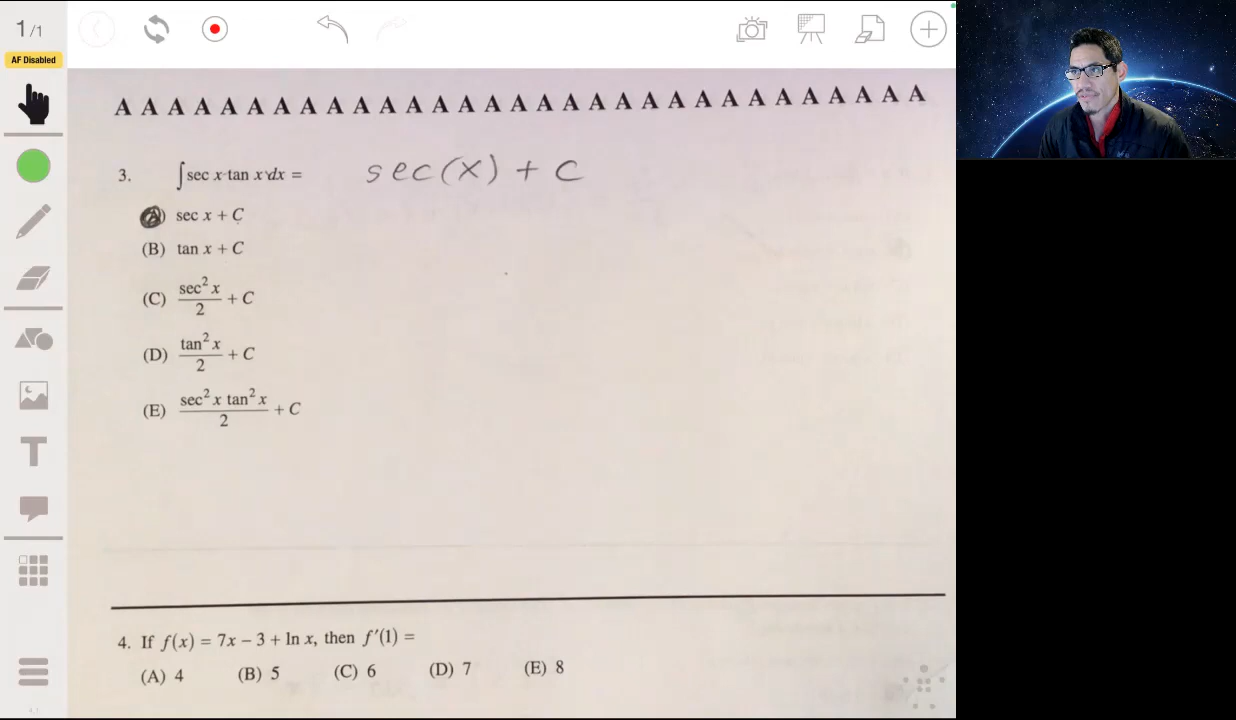 1/1
AF Disabled
A A A A A A A A A A A A A A A A A A A A A A A A A A A A A A A
3. ∫ sec x tan x dx = sec(x) + C
(A) sec x + C
(B) tan x + C
(C) sec² x / 2 + C
(D) tan² x / 2 + C
(E) sec² x tan² x / 2 + C
T
4. If f(x) = 7x − 3 + ln x, then f′(1) =
(A) 4 (B) 5 (C) 6 (D) 7 (E) 8